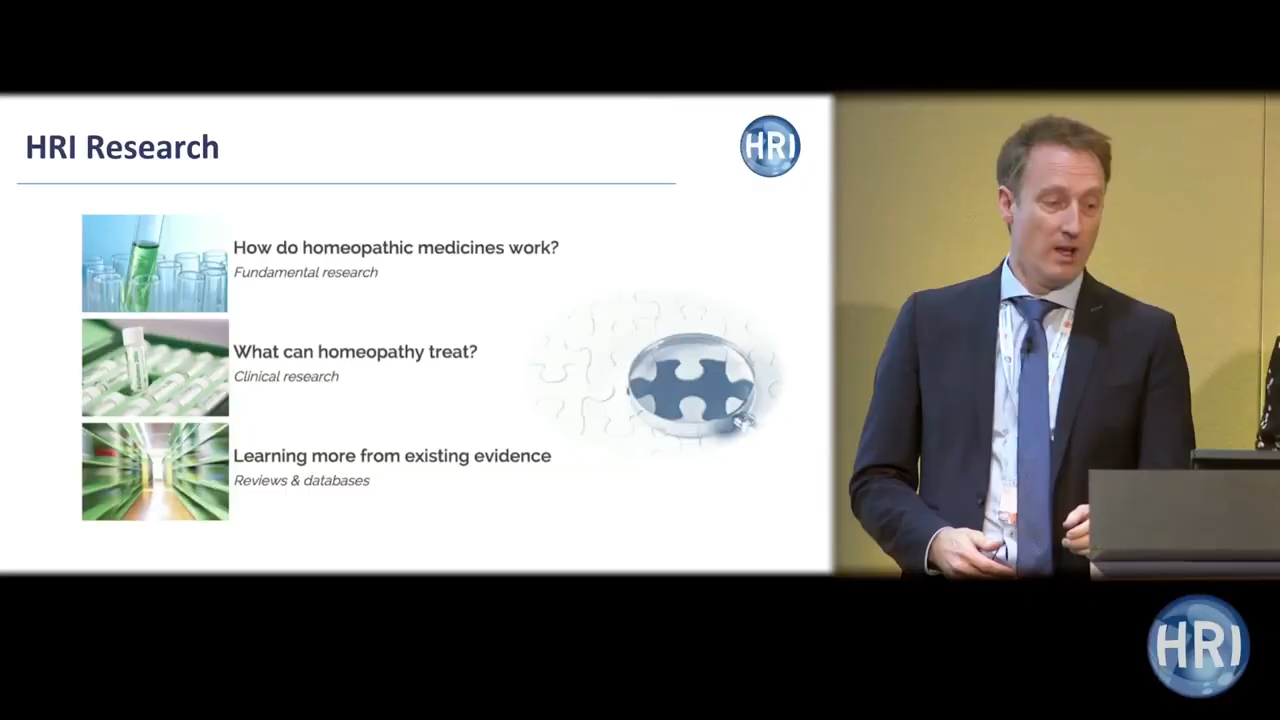 HRI Research
HRI
How do homeopathic medicines work?
Fundamental research
What can homeopathy treat?
Clinical research
Learning more from existing evidence
Reviews & databases
HRI